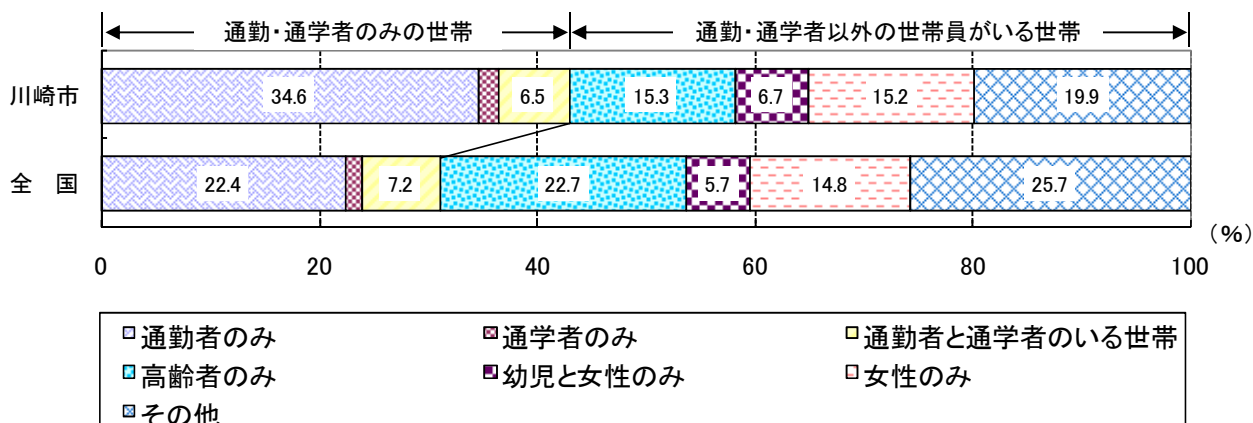 通勤・通学者のみの世帯 通勤・通学者以外の世帯員がいる世帯
川崎市 34.6 6.5 15.3 6.7 15.2 19.9
全　国 22.4 7.2 22.7 5.7 14.8 25.7
（%）
0 20 40 60 80 100
通勤者のみ 通学者のみ 通勤者と通学者のいる世帯
高齢者のみ 幼児と女性のみ 女性のみ
その他